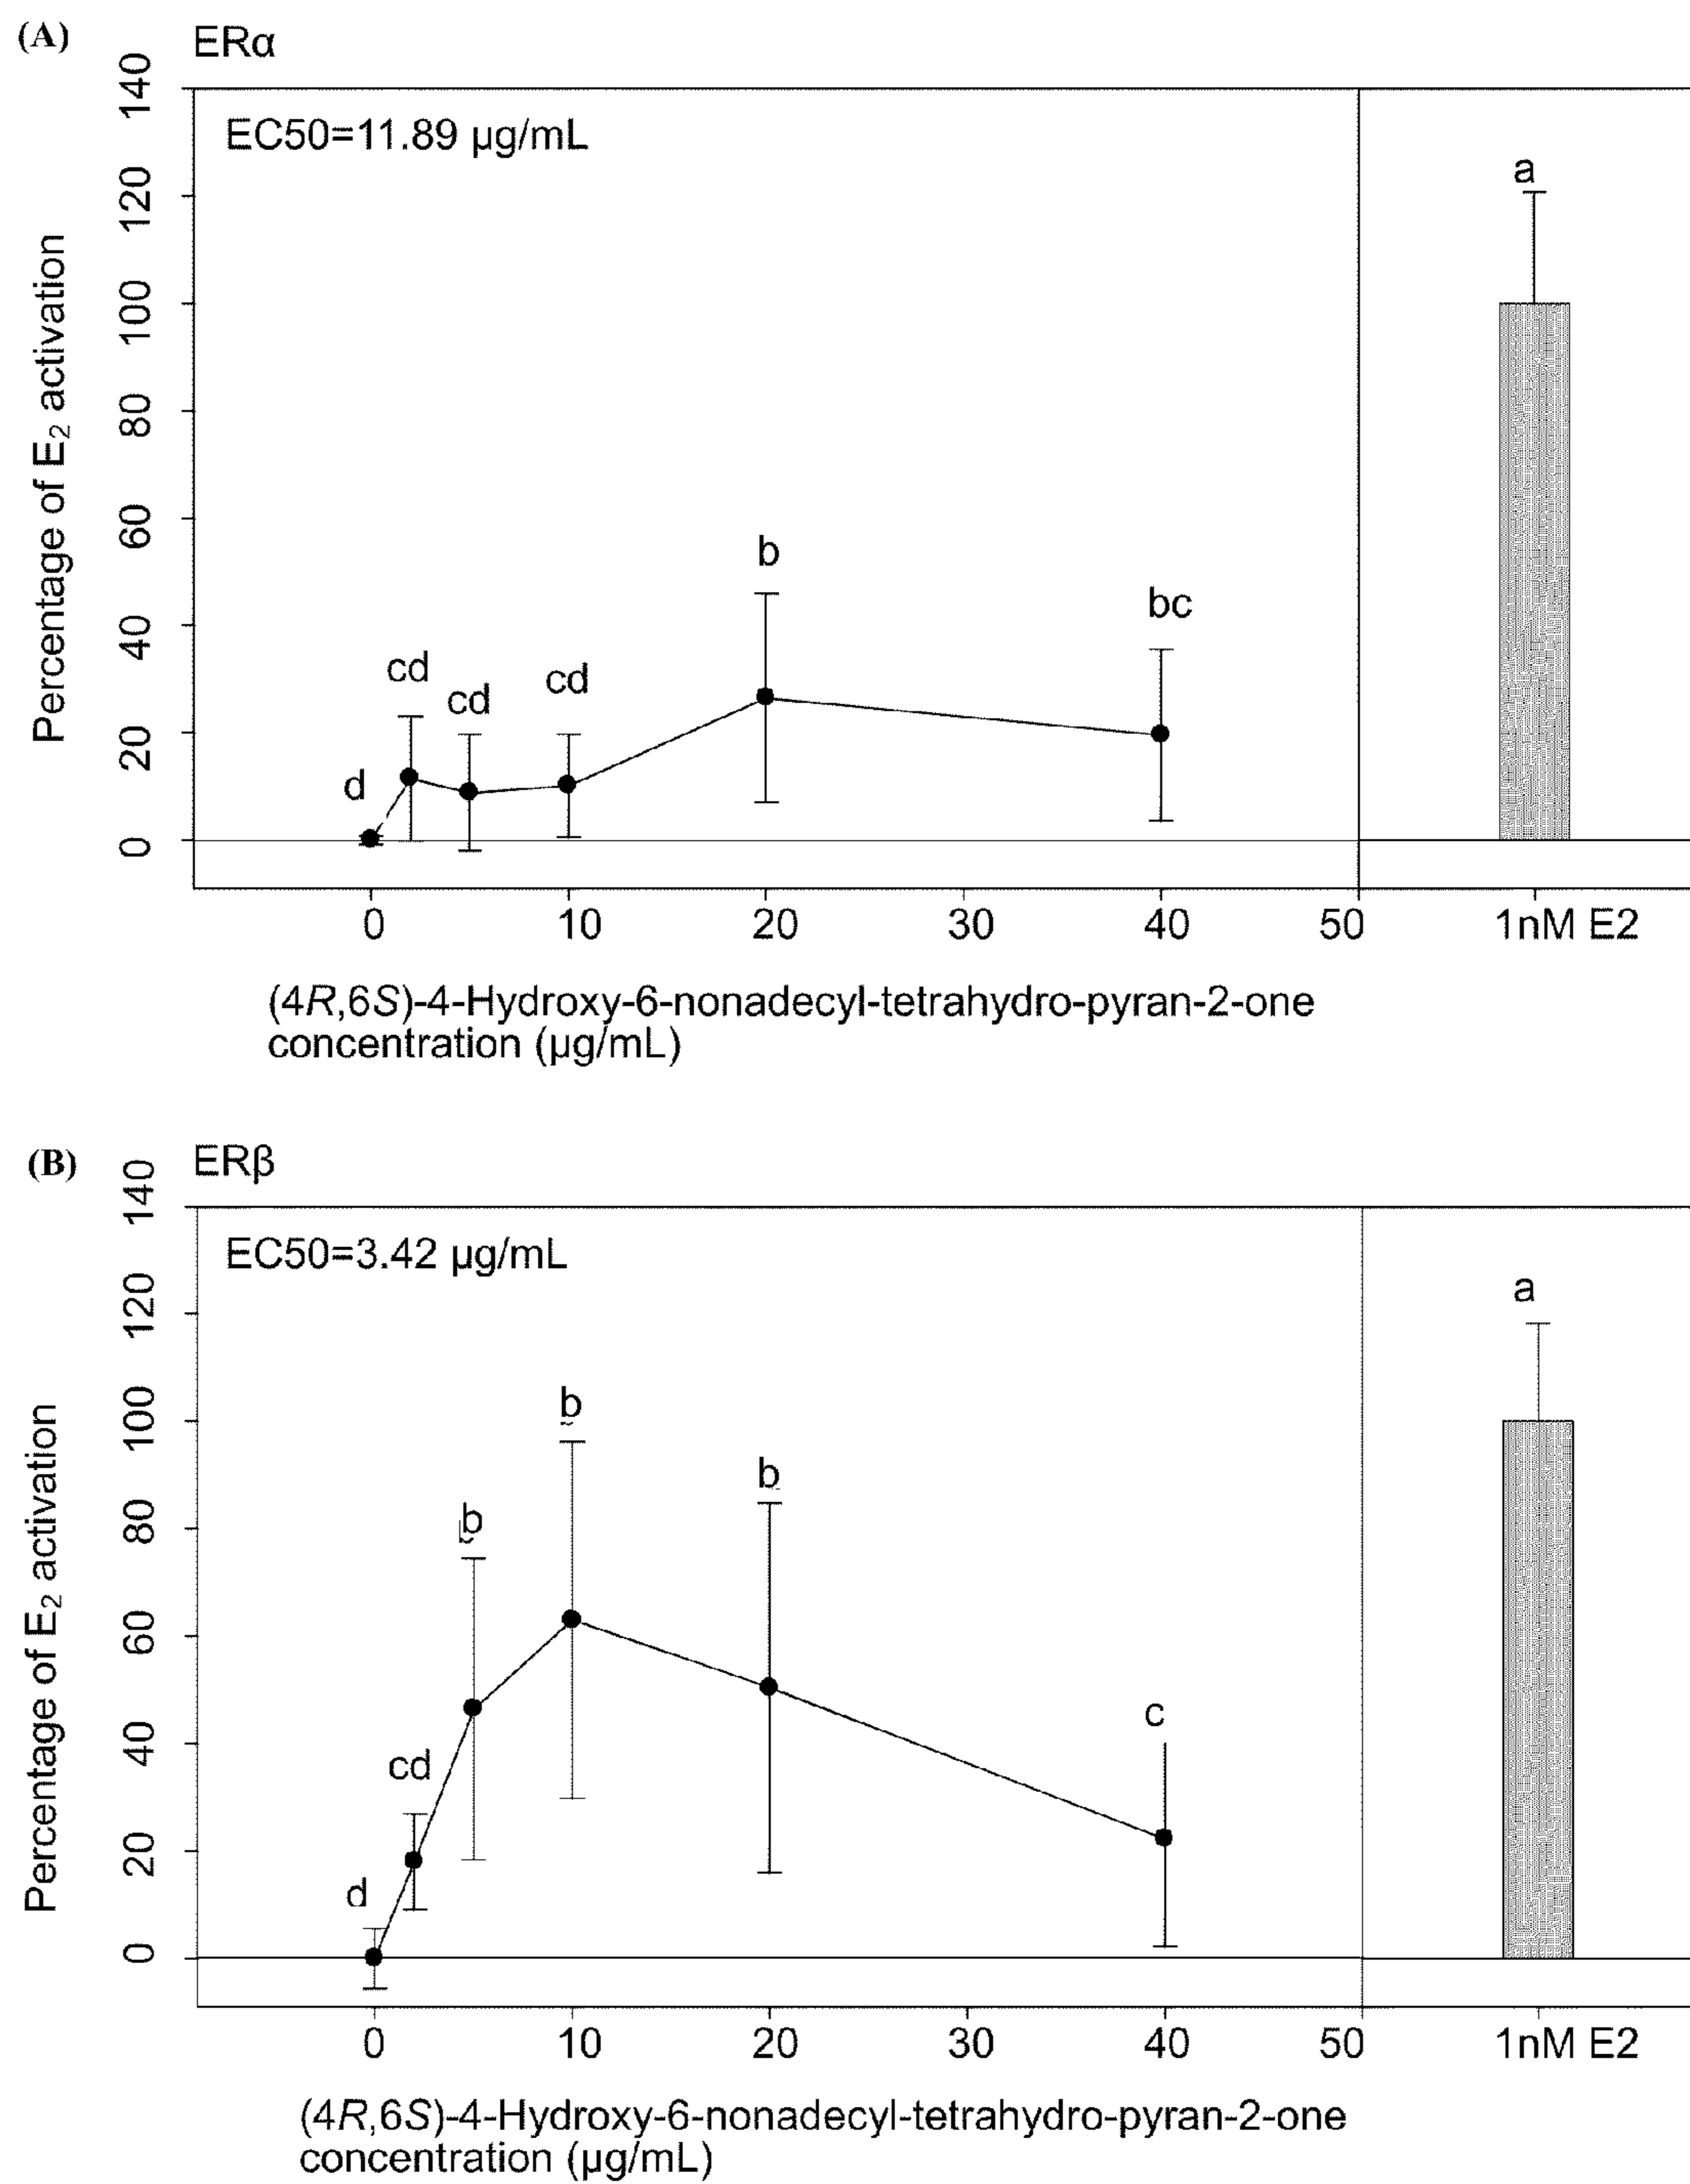 (A)
ERα
140
120
100
80
60
40
20
0
Percentage of E₂ activation
EC50=11.89 µg/mL
d
cd
cd
cd
b
bc
a
0 10 20 30 40 50 1nM E2
(4R,6S)-4-Hydroxy-6-nonadecyl-tetrahydro-pyran-2-one
concentration (µg/mL)
(B)
ERβ
140
120
100
80
60
40
20
0
Percentage of E₂ activation
EC50=3.42 µg/mL
d
cd
b
b
b
c
a
0 10 20 30 40 50 1nM E2
(4R,6S)-4-Hydroxy-6-nonadecyl-tetrahydro-pyran-2-one
concentration (µg/mL)